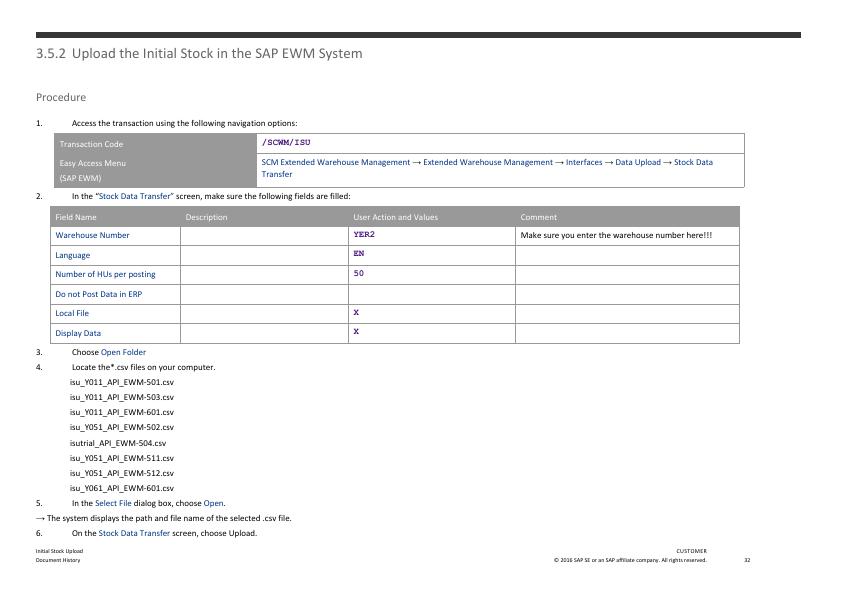 3.5.2 Upload the Initial Stock in the SAP EWM System
Procedure
1. Access the transaction using the following navigation options:
Transaction Code /SCWM/ISU
Easy Access Menu SCM Extended Warehouse Management → Extended Warehouse Management → Interfaces → Data Upload → Stock Data
(SAP EWM) Transfer
2. In the “Stock Data Transfer” screen, make sure the following fields are filled:
Field Name Description User Action and Values Comment
Warehouse Number YER2 Make sure you enter the warehouse number here!!!
Language EN
Number of HUs per posting 50
Do not Post Data in ERP
Local File X
Display Data X
3. Choose Open Folder
4. Locate the*.csv files on your computer.
isu_Y011_API_EWM-501.csv
isu_Y011_API_EWM-503.csv
isu_Y011_API_EWM-601.csv
isu_Y051_API_EWM-502.csv
isutrial_API_EWM-504.csv
isu_Y051_API_EWM-511.csv
isu_Y051_API_EWM-512.csv
isu_Y061_API_EWM-601.csv
5. In the Select File dialog box, choose Open.
→ The system displays the path and file name of the selected .csv file.
6. On the Stock Data Transfer screen, choose Upload.
Initial Stock Upload CUSTOMER
Document History © 2016 SAP SE or an SAP affiliate company. All rights reserved. 32